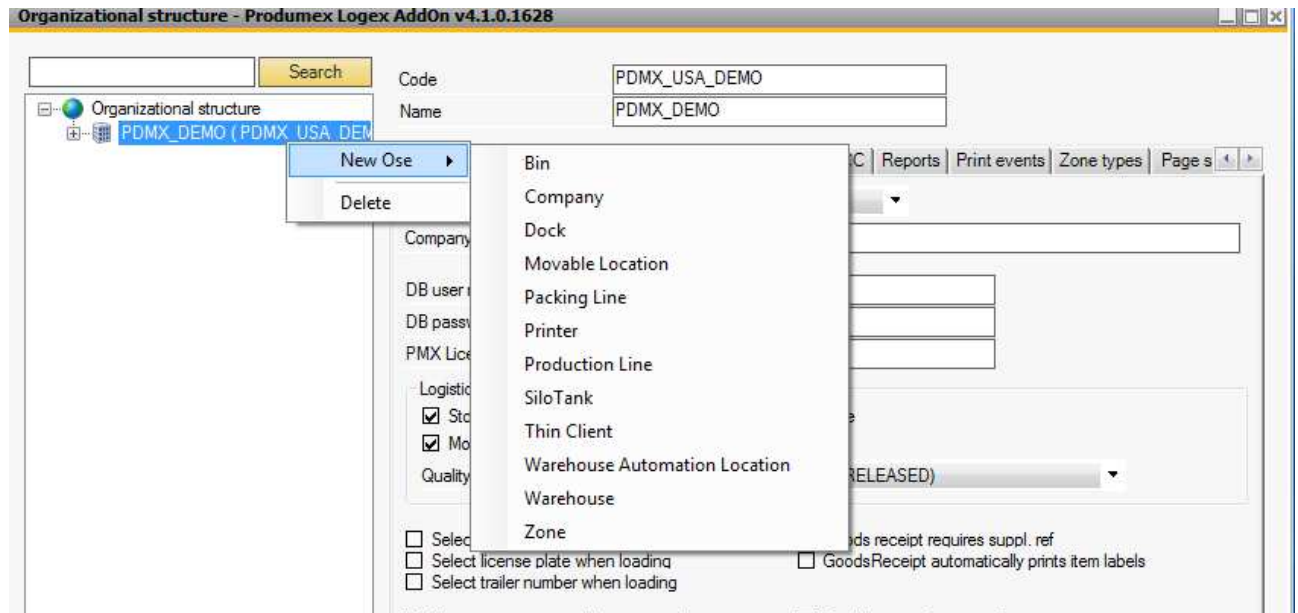 Organizational structure - Produmex Logex AddOn v4.1.0.1628
Search
Code PDMX_USA_DEMO
Name PDMX_DEMO
Organizational structure
PDMX_DEMO ( PDMX_USA_DEM
New Ose
Delete
Bin
Company
Dock
Movable Location
Packing Line
Printer
Production Line
SiloTank
Thin Client
Warehouse Automation Location
Warehouse
Zone
C Reports Print events Zone types Page s
Company
DB user
DB passw
PMX Lice
Logistic
Sto
Mo
Quality RELEASED)
Selec ds receipt requires suppl. ref
Select license plate when loading GoodsReceipt automatically prints item labels
Select trailer number when loading